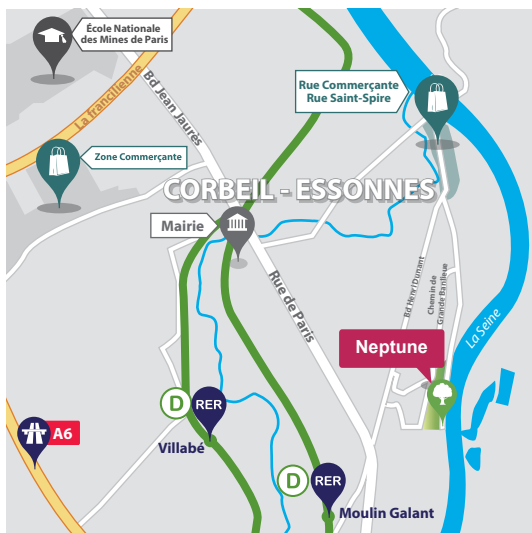 École Nationale
des Mines de Paris
La francilienne
Bd Jean Jaurès
Rue Commerçante
Rue Saint-Spire
Zone Commerçante
CORBEIL - ESSONNES
Mairie
Rue de Paris
Bd Henri Dunant
Chemin de
Grande Banlieue
La Seine
Neptune
D
RER
A6
Villabé
D
RER
Moulin Galant